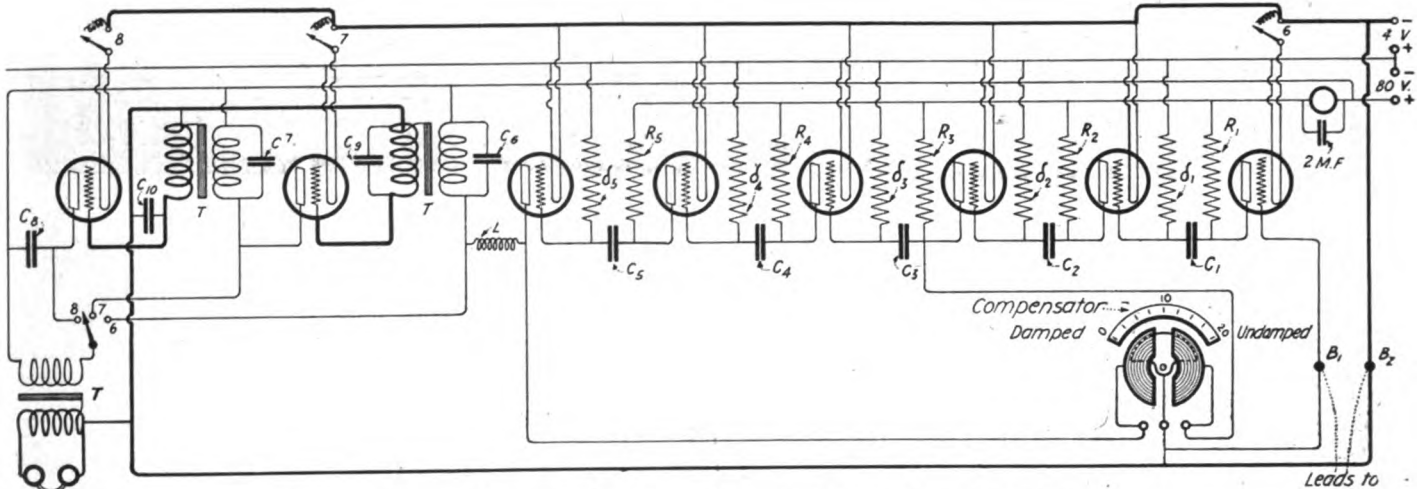 8
7
6
–
4 V
+
–
80 V.
+
R5
R4
R3
R2
R1
C9
C7
C6
C10
C8
T
T
2 M.F
δ5
δ4
δ3
δ2
δ1
L
C5
C4
C3
C2
C1
8 7 6
Compensator
0 10 20
Damped
Undamped
B1
B2
T
Leads to